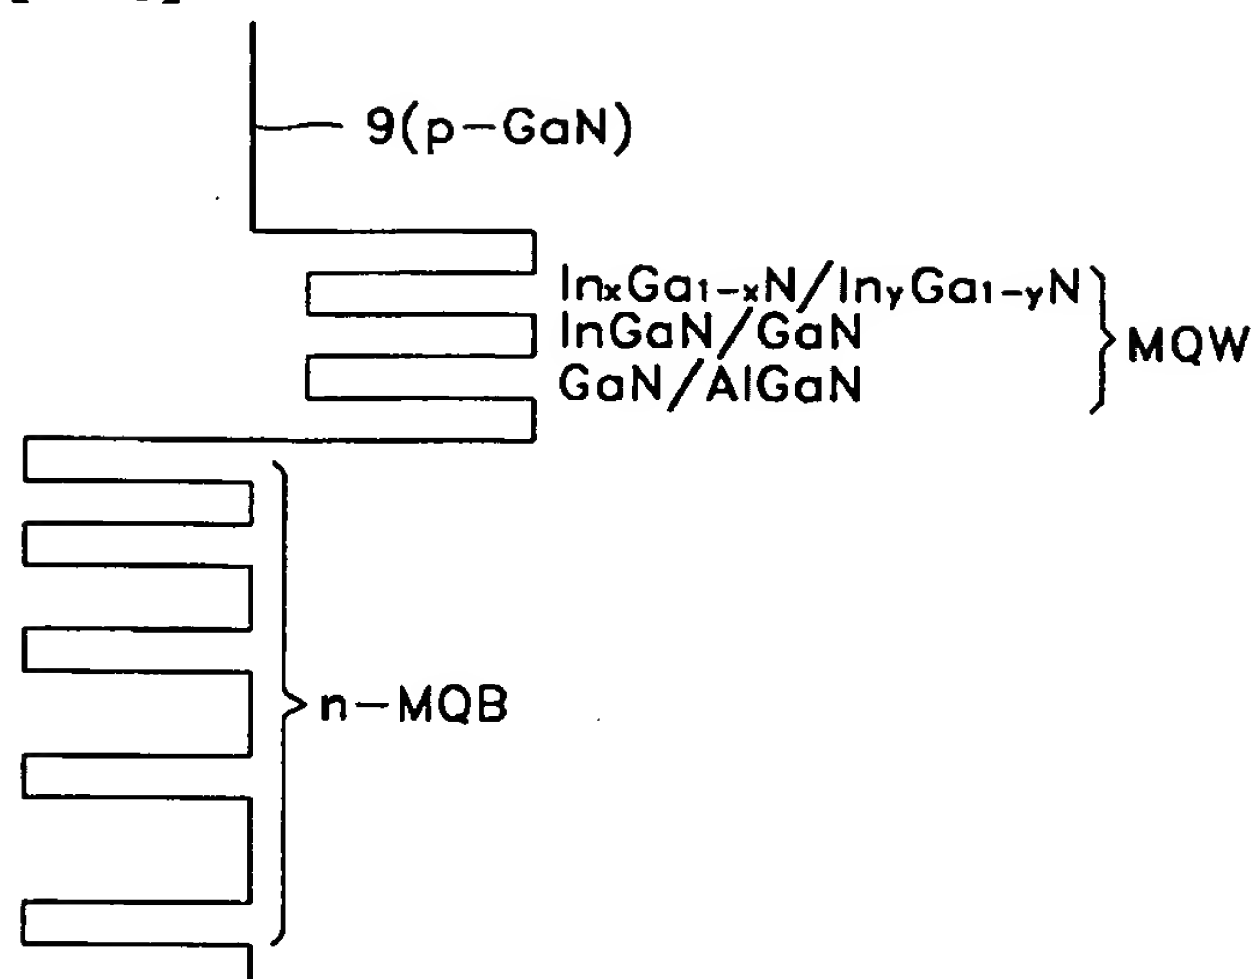 9(p-GaN)
InxGa1-xN/InyGa1-yN
InGaN/GaN
GaN/AlGaN
MQW
n-MQB